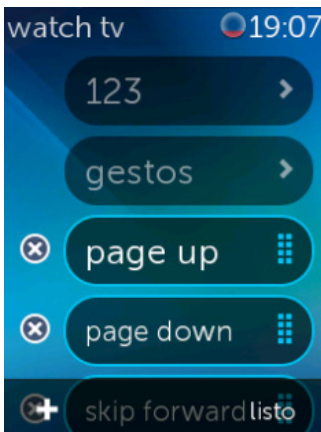 watch tv 19:07
123
gestos
page up
page down
skip forward
listo